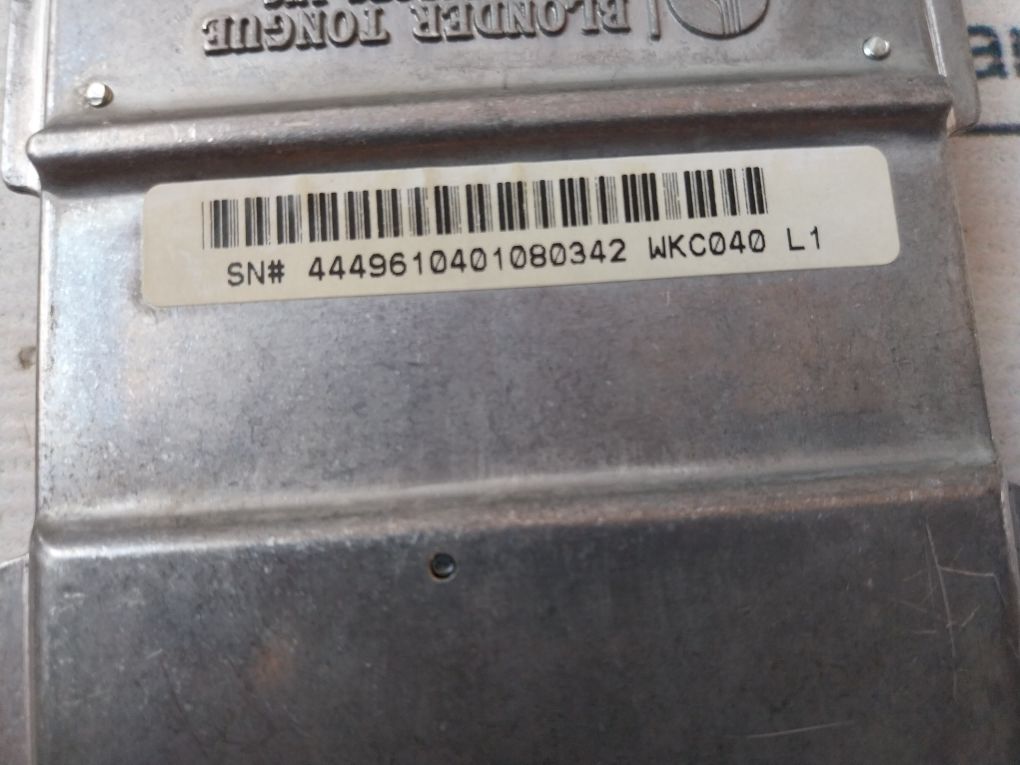 BLONDER TONGUE
SN# 4449610401080342 WKC040 L1